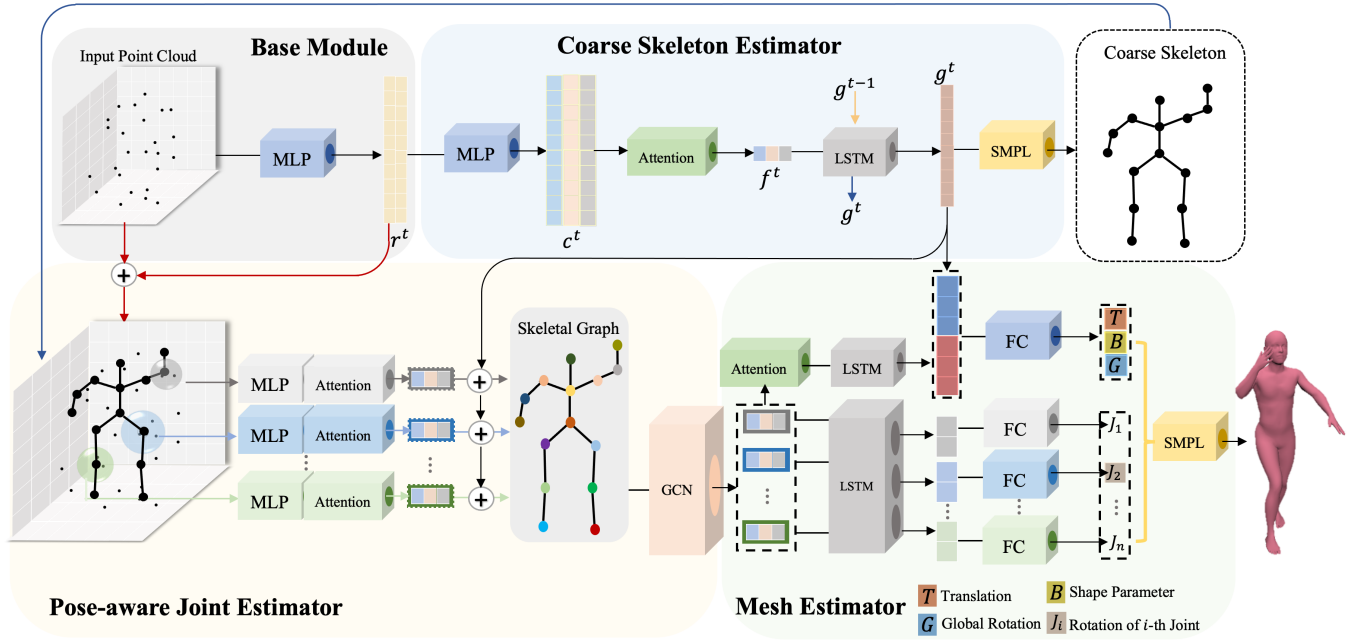 Base Module
Input Point Cloud
MLP
r^t
Coarse Skeleton Estimator
MLP
c^t
Attention
f^t
g^{t-1}
LSTM
g^t
g^t
SMPL
Coarse Skeleton
+
MLP Attention +
MLP Attention +
MLP Attention +
Skeletal Graph
GCN
Pose-aware Joint Estimator
Attention
LSTM
FC
T
B
G
LSTM
FC
J_1
FC
J_2
FC
J_n
SMPL
Mesh Estimator
T Translation
B Shape Parameter
G Global Rotation
J_i Rotation of i-th Joint